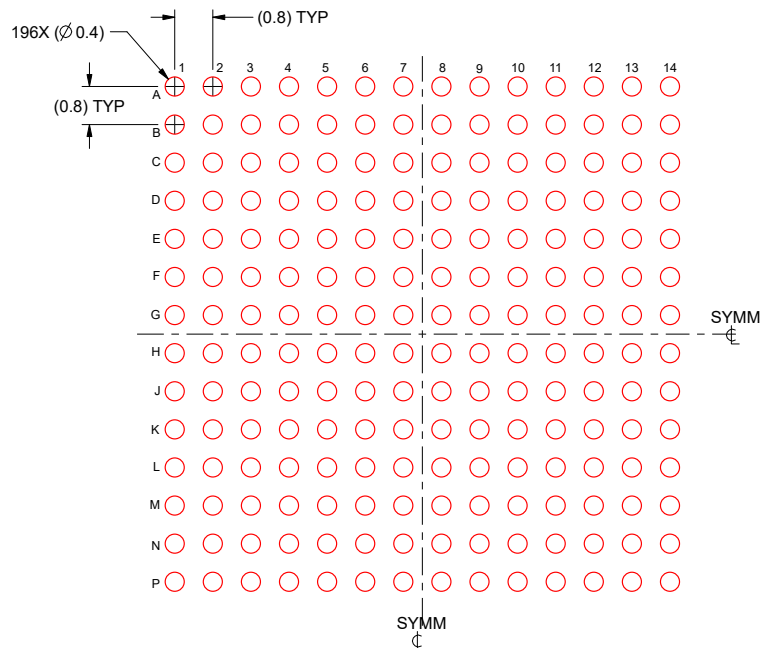 (0.8) TYP
196X (∅ 0.4)
1 2 3 4 5 6 7 8 9 10 11 12 13 14
A
(0.8) TYP
B
C
D
E
F
G
SYMM
H
J
K
L
M
N
P
SYMM